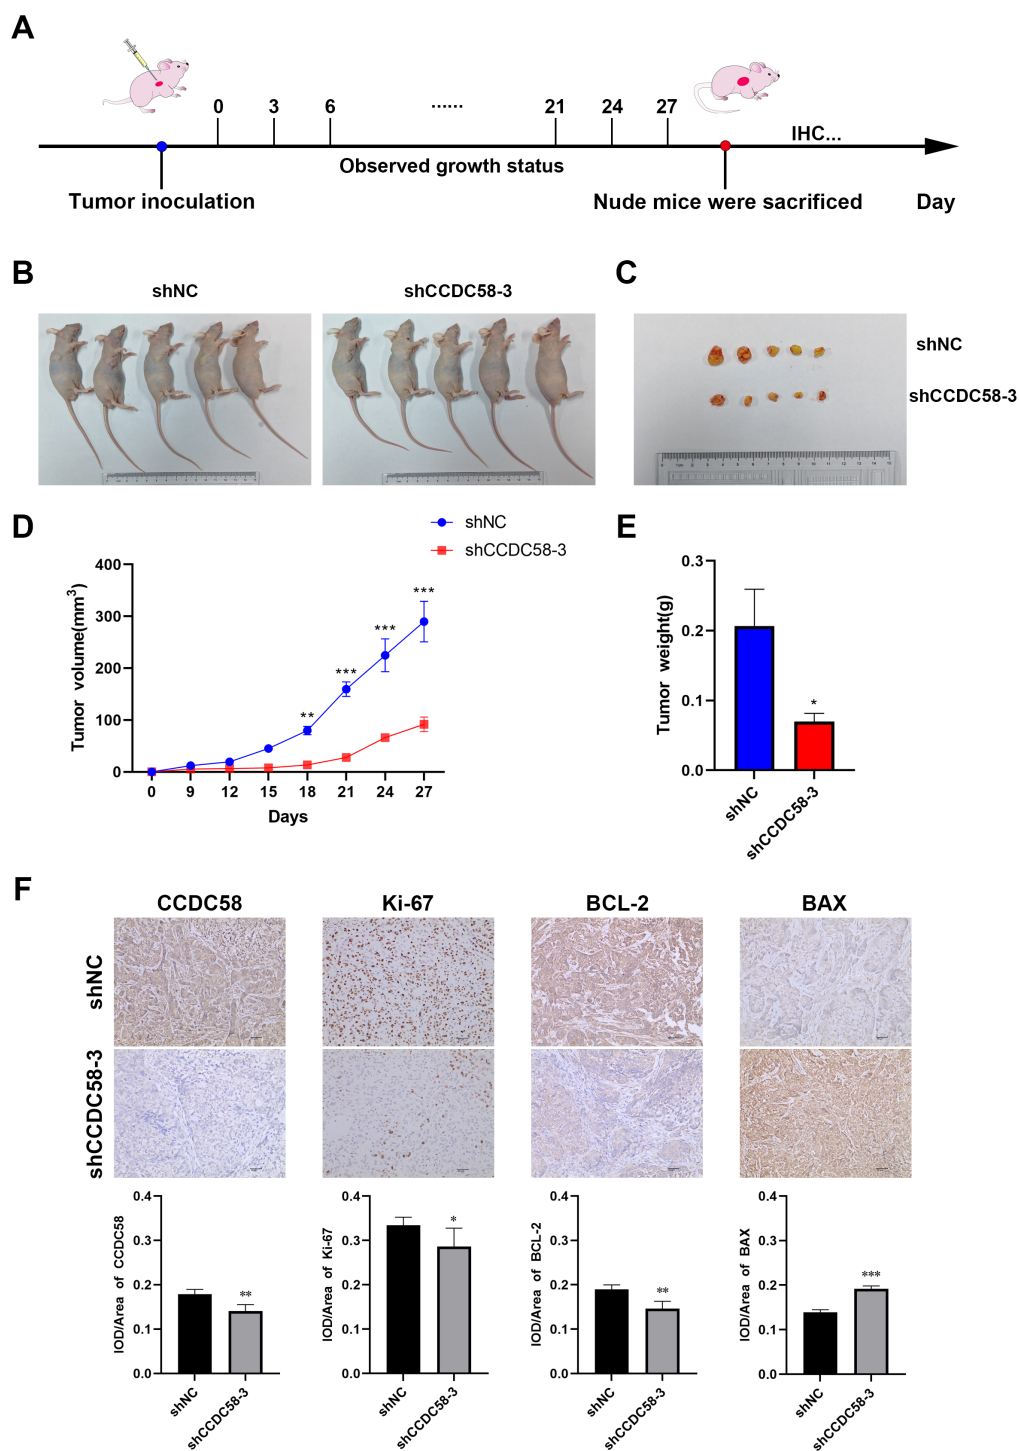 A
0 3 6 ...... 21 24 27
IHC...
Observed growth status
Tumor inoculation
Nude mice were sacrificed
Day
B
shNC
shCCDC58-3
C
shNC
shCCDC58-3
D
shNC
shCCDC58-3
Tumor volume(mm3)
400
300
200
100
0
** *** *** ***
0 9 12 15 18 21 24 27
Days
E
Tumor weight(g)
0.3
0.2
0.1
0.0
*
shNC
shCCDC58-3
F
CCDC58 Ki-67 BCL-2 BAX
shNC
shCCDC58-3
IOD/Area of CCDC58
0.4
0.3
0.2
0.1
0.0
**
shNC
shCCDC58-3
IOD/Area of Ki-67
0.4
0.3
0.2
0.1
0.0
*
shNC
shCCDC58-3
IOD/Area of BCL-2
0.4
0.3
0.2
0.1
0.0
**
shNC
shCCDC58-3
IOD/Area of BAX
0.4
0.3
0.2
0.1
0.0
***
shNC
shCCDC58-3